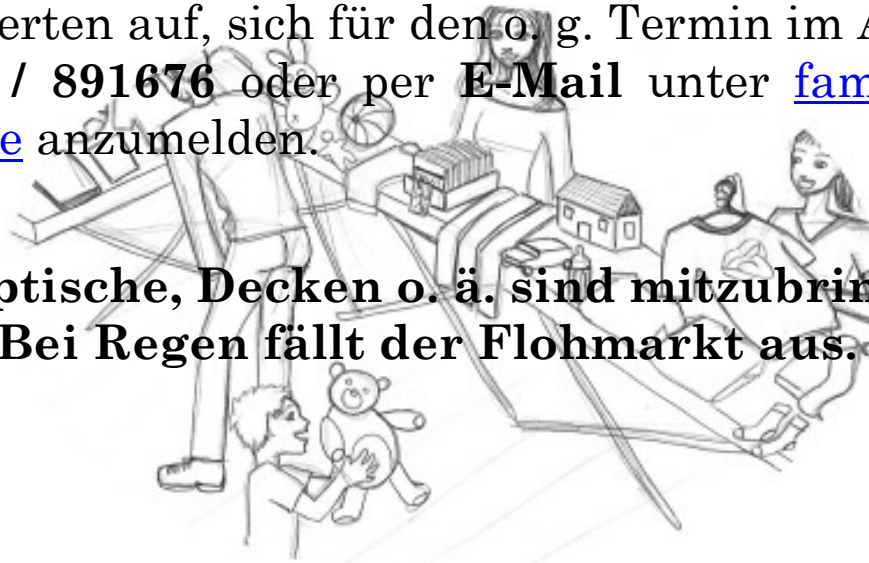 erten auf, sich für den o. g. Termin im A
/ 891676 oder per E-Mail unter fam
e anzumelden.
ptische, Decken o. ä. sind mitzubrin
Bei Regen fällt der Flohmarkt aus.